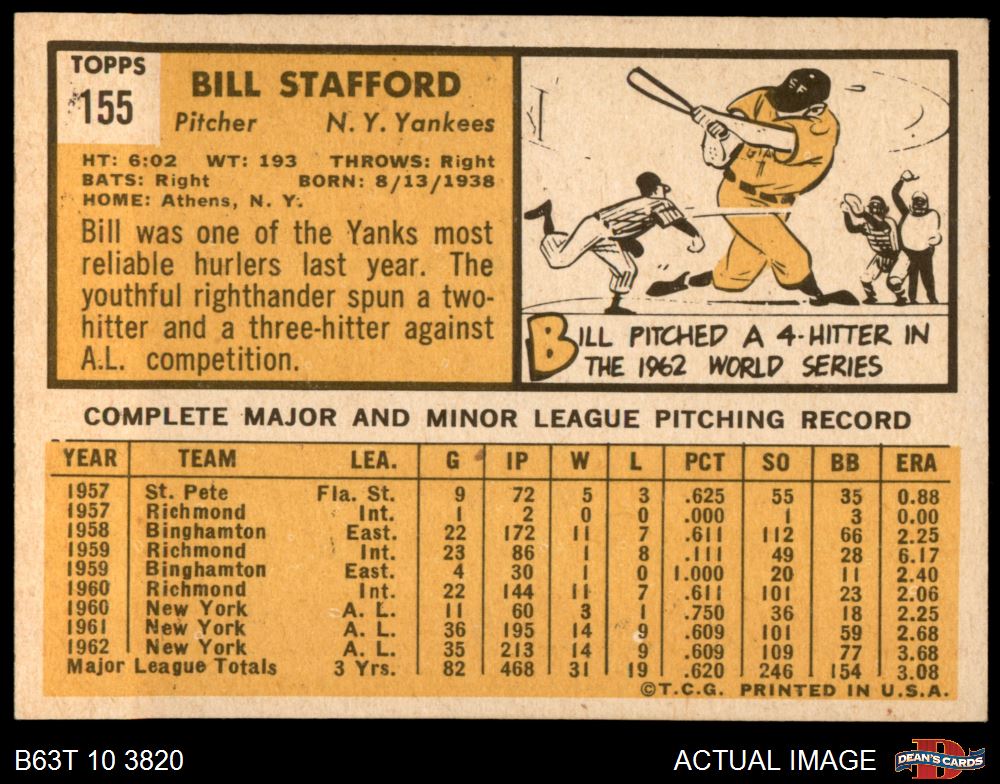 TOPPS
155
BILL STAFFORD
Pitcher N. Y. Yankees
HT: 6:02 WT: 193 THROWS: Right
BATS: Right BORN: 8/13/1938
HOME: Athens, N. Y.
Bill was one of the Yanks most
reliable hurlers last year. The
youthful righthander spun a two-
hitter and a three-hitter against
A.L. competition.
SF
GIA
BILL PITCHED A 4-HITTER IN
THE 1962 WORLD SERIES
COMPLETE MAJOR AND MINOR LEAGUE PITCHING RECORD
YEAR TEAM LEA. G IP W L PCT SO BB ERA
1957 St. Pete Fla. St. 9 72 5 3 .625 55 35 0.88
1957 Richmond Int. 1 2 0 0 .000 1 3 0.00
1958 Binghamton East. 22 172 11 7 .611 112 66 2.25
1959 Richmond Int. 23 86 1 8 .111 49 28 6.17
1959 Binghamton East. 4 30 1 0 1.000 20 11 2.40
1960 Richmond Int. 22 144 11 7 .611 101 23 2.06
1960 New York A. L. 11 60 3 1 .750 36 18 2.25
1961 New York A. L. 36 195 14 9 .609 101 59 2.68
1962 New York A. L. 35 213 14 9 .609 109 77 3.68
Major League Totals 3 Yrs. 82 468 31 19 .620 246 154 3.08
©T.C.G. PRINTED IN U.S.A.
B63T 10 3820
ACTUAL IMAGE
DEAN'S CARDS